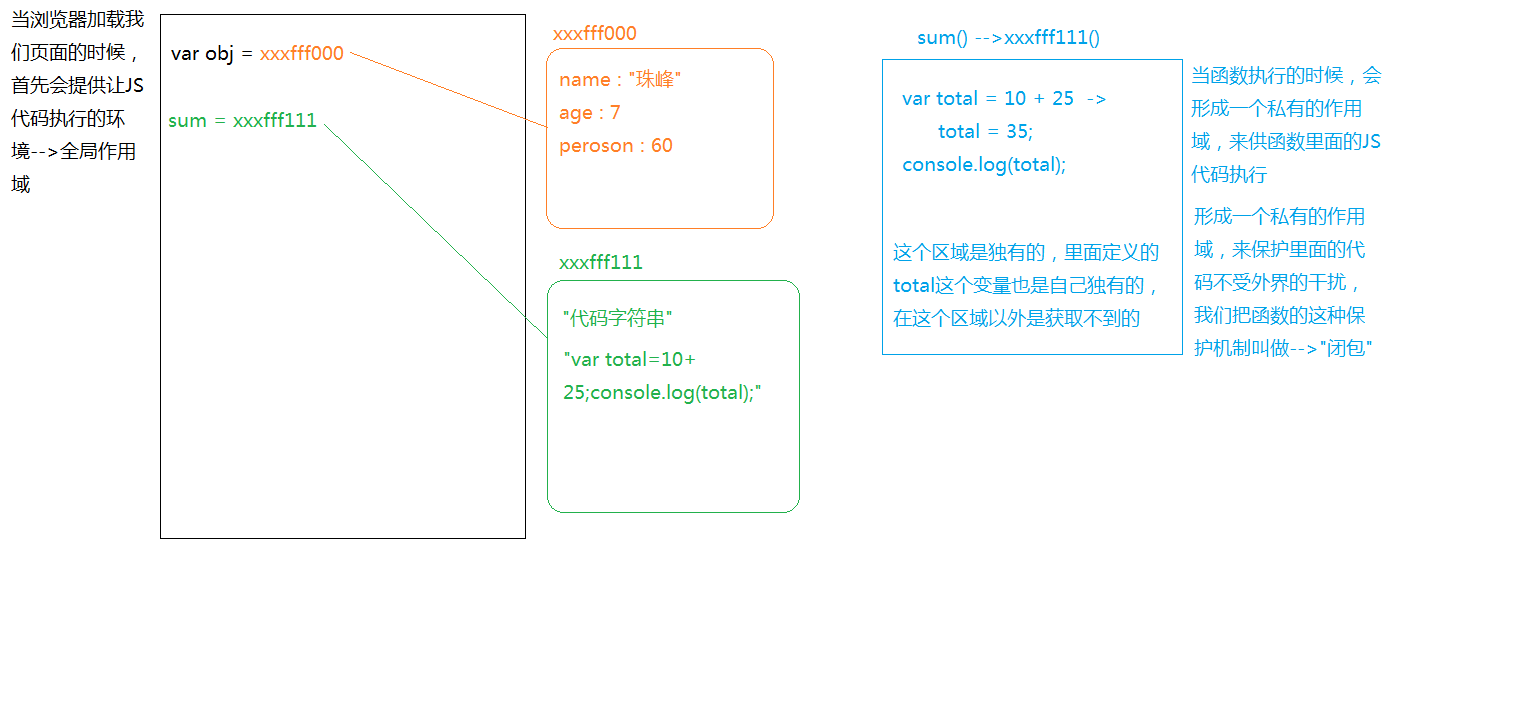 当浏览器加载我
们页面的时候，
首先会提供让JS
代码执行的环
境-->全局作用
域
var obj = xxxfff000
sum = xxxfff111
xxxfff000
name : "珠峰"
age : 7
peroson : 60
xxxfff111
"代码字符串"
"var total=10+
25;console.log(total);"
sum() -->xxxfff111()
var total = 10 + 25 ->
total = 35;
console.log(total);
这个区域是独有的，里面定义的
total这个变量也是自己独有的，
在这个区域以外是获取不到的
当函数执行的时候，会
形成一个私有的作用
域，来供函数里面的JS
代码执行
形成一个私有的作用
域，来保护里面的代
码不受外界的干扰，
我们把函数的这种保
护机制叫做-->"闭包"